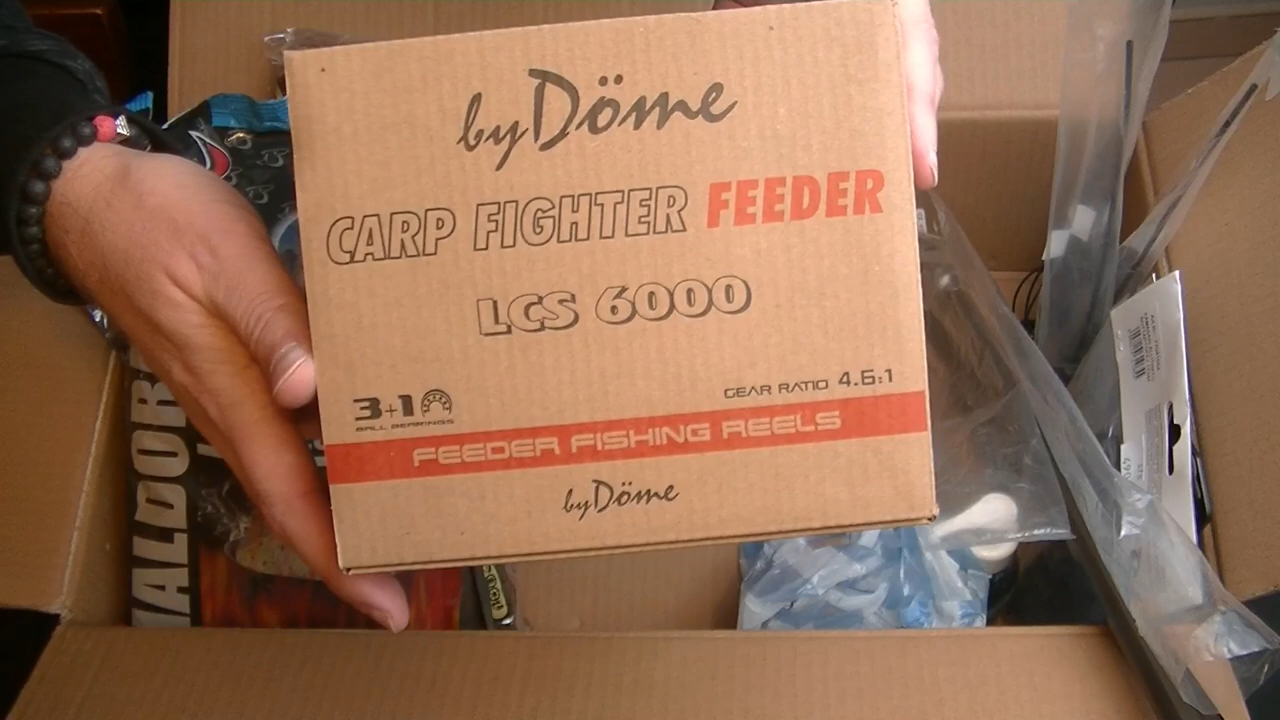 by Döme
CARP FIGHTER FEEDER
LCS 6000
3+1
BALL BEARINGS
GEAR RATIO 4.6:1
FEEDER FISHING REELS
by Döme
HALDOR